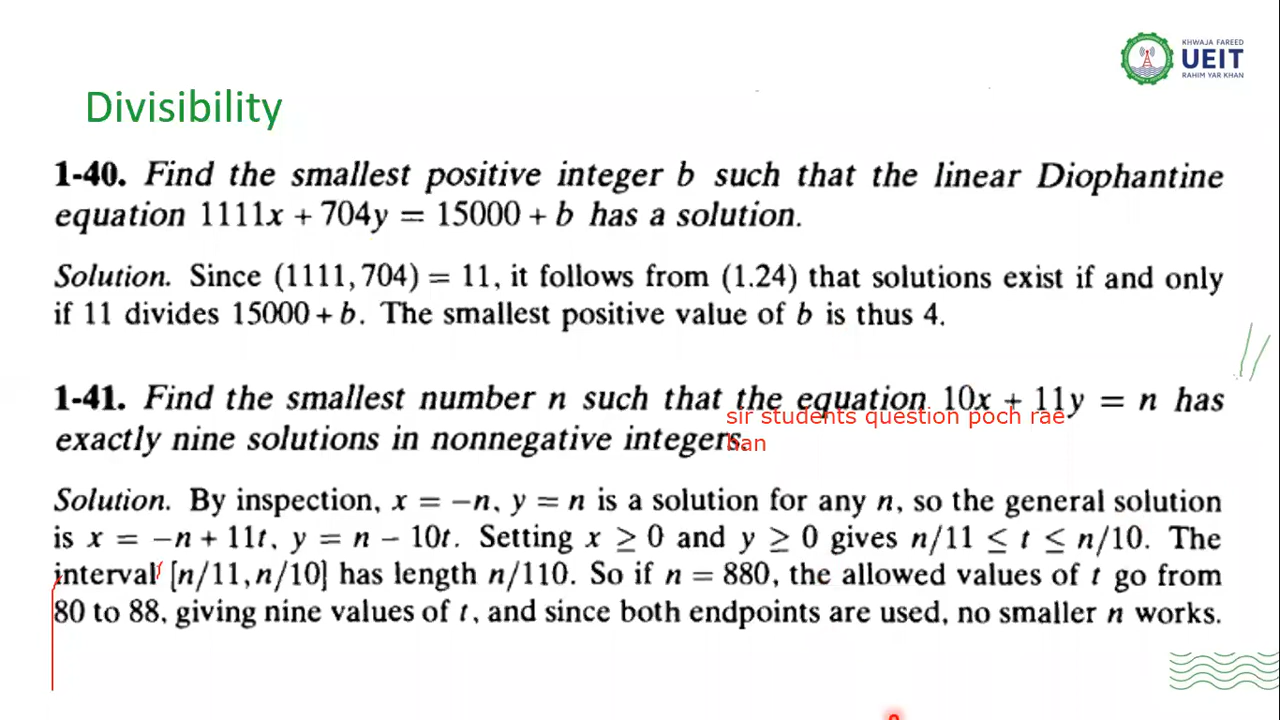 KHWAJA FAREED
UEIT
RAHIM YAR KHAN
Divisibility
1-40. Find the smallest positive integer b such that the linear Diophantine
equation 1111x + 704y = 15000 + b has a solution.
Solution. Since (1111, 704) = 11, it follows from (1.24) that solutions exist if and only
if 11 divides 15000 + b. The smallest positive value of b is thus 4.
1-41. Find the smallest number n such that the equation 10x + 11y = n has
sir students question poch rae
exactly nine solutions in nonnegative integers.
han
Solution. By inspection, x = −n, y = n is a solution for any n, so the general solution
is x = −n + 11t, y = n − 10t. Setting x ≥ 0 and y ≥ 0 gives n/11 ≤ t ≤ n/10. The
interval [n/11, n/10] has length n/110. So if n = 880, the allowed values of t go from
80 to 88, giving nine values of t, and since both endpoints are used, no smaller n works.